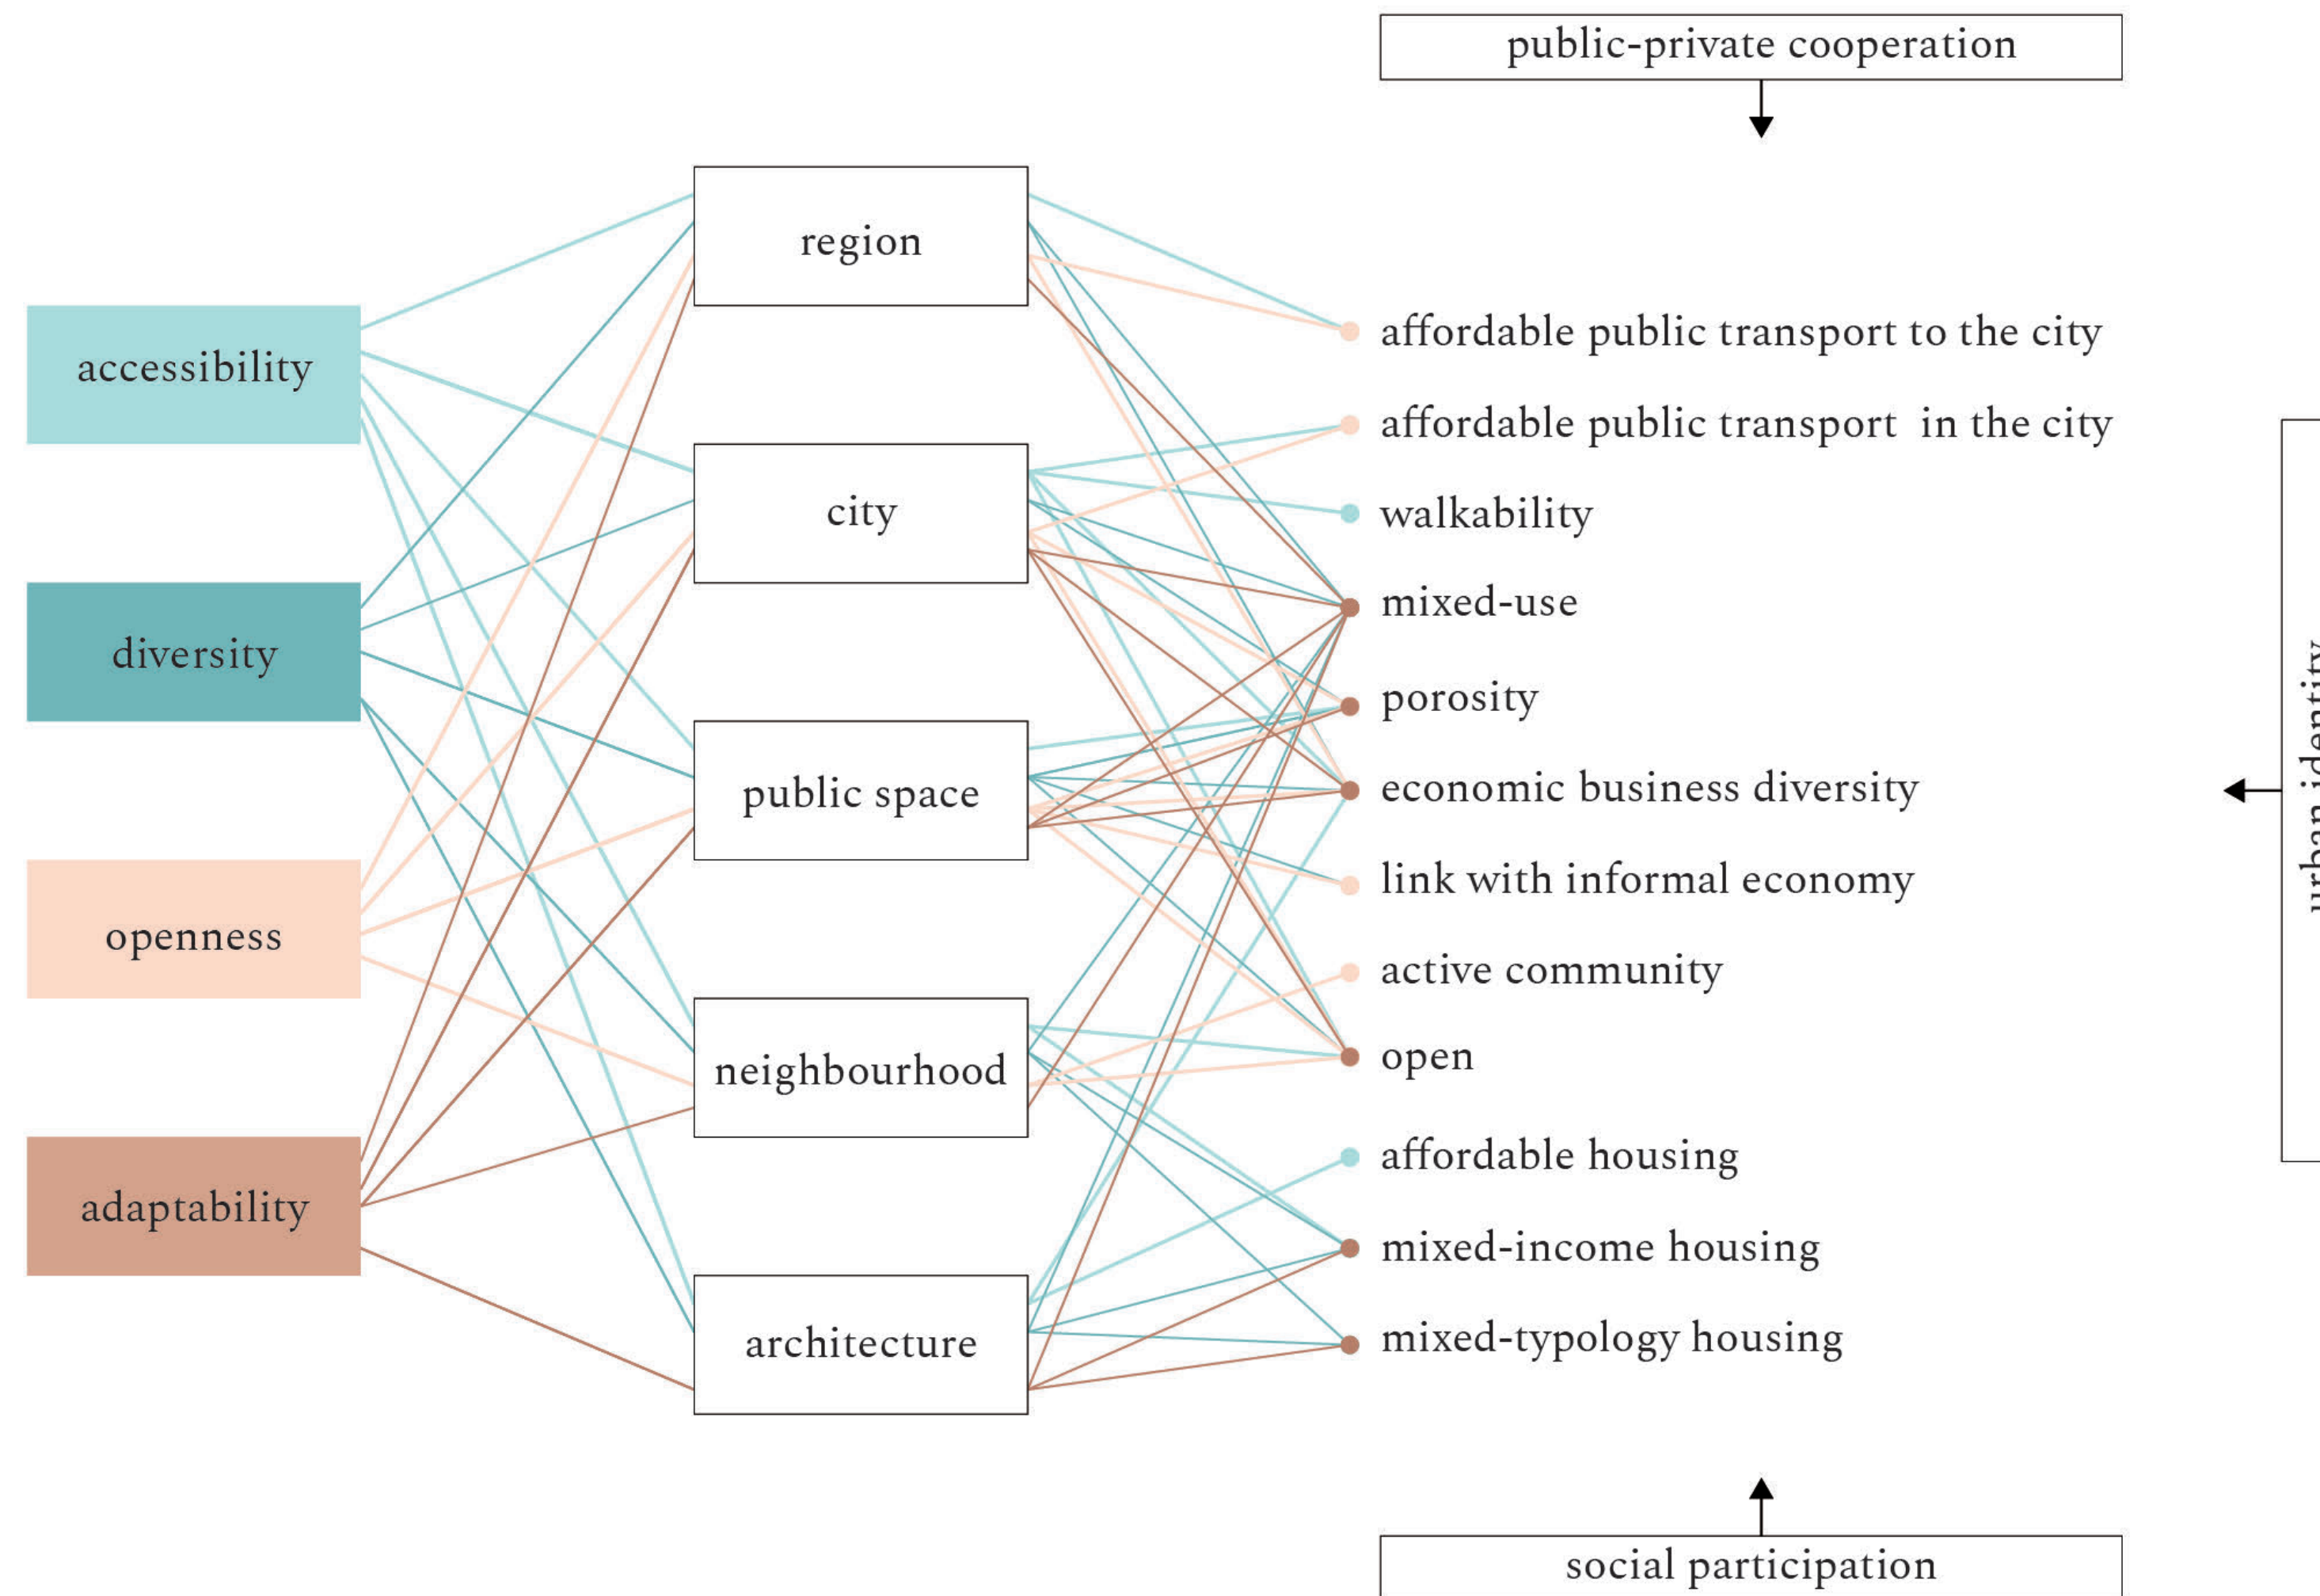 public-private cooperation
accessibility
diversity
openness
adaptability
region
city
public space
neighbourhood
architecture
affordable public transport to the city
affordable public transport in the city
walkability
mixed-use
porosity
economic business diversity
link with informal economy
active community
open
affordable housing
mixed-income housing
mixed-typology housing
urban identity
social participation